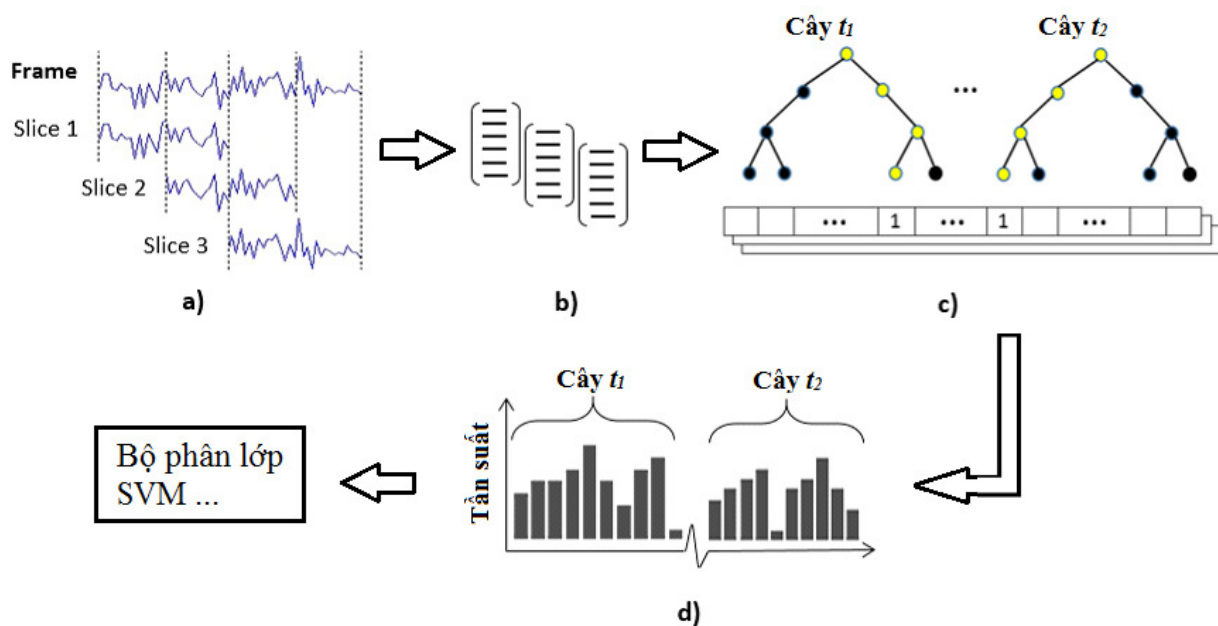 Frame
Slice 1
Slice 2
Slice 3
a)
b)
Cây t₁
...
Cây t₂
... 1 ... 1 ...
c)
Cây t₁
Cây t₂
Tần suất
d)
Bộ phân lớp
SVM ...